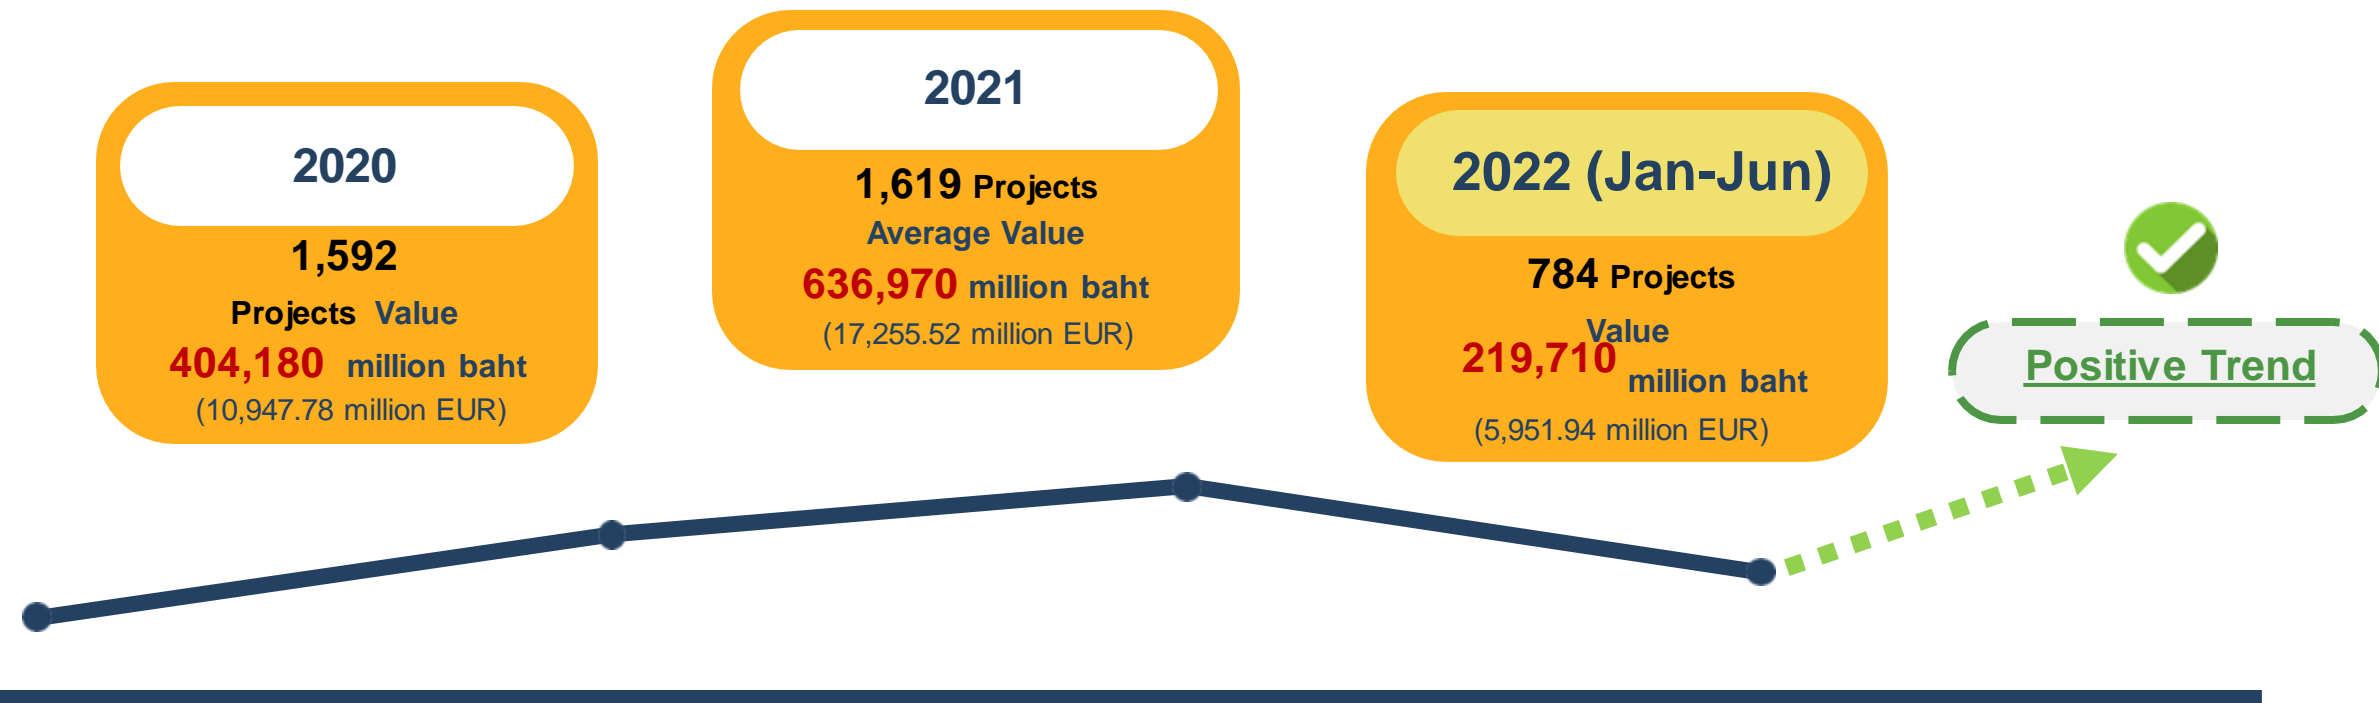 2020
1,592
Projects Value
404,180 million baht
(10,947.78 million EUR)
2021
1,619 Projects
Average Value
636,970 million baht
(17,255.52 million EUR)
2022 (Jan-Jun)
784 Projects
Value
219,710 million baht
(5,951.94 million EUR)
Positive Trend